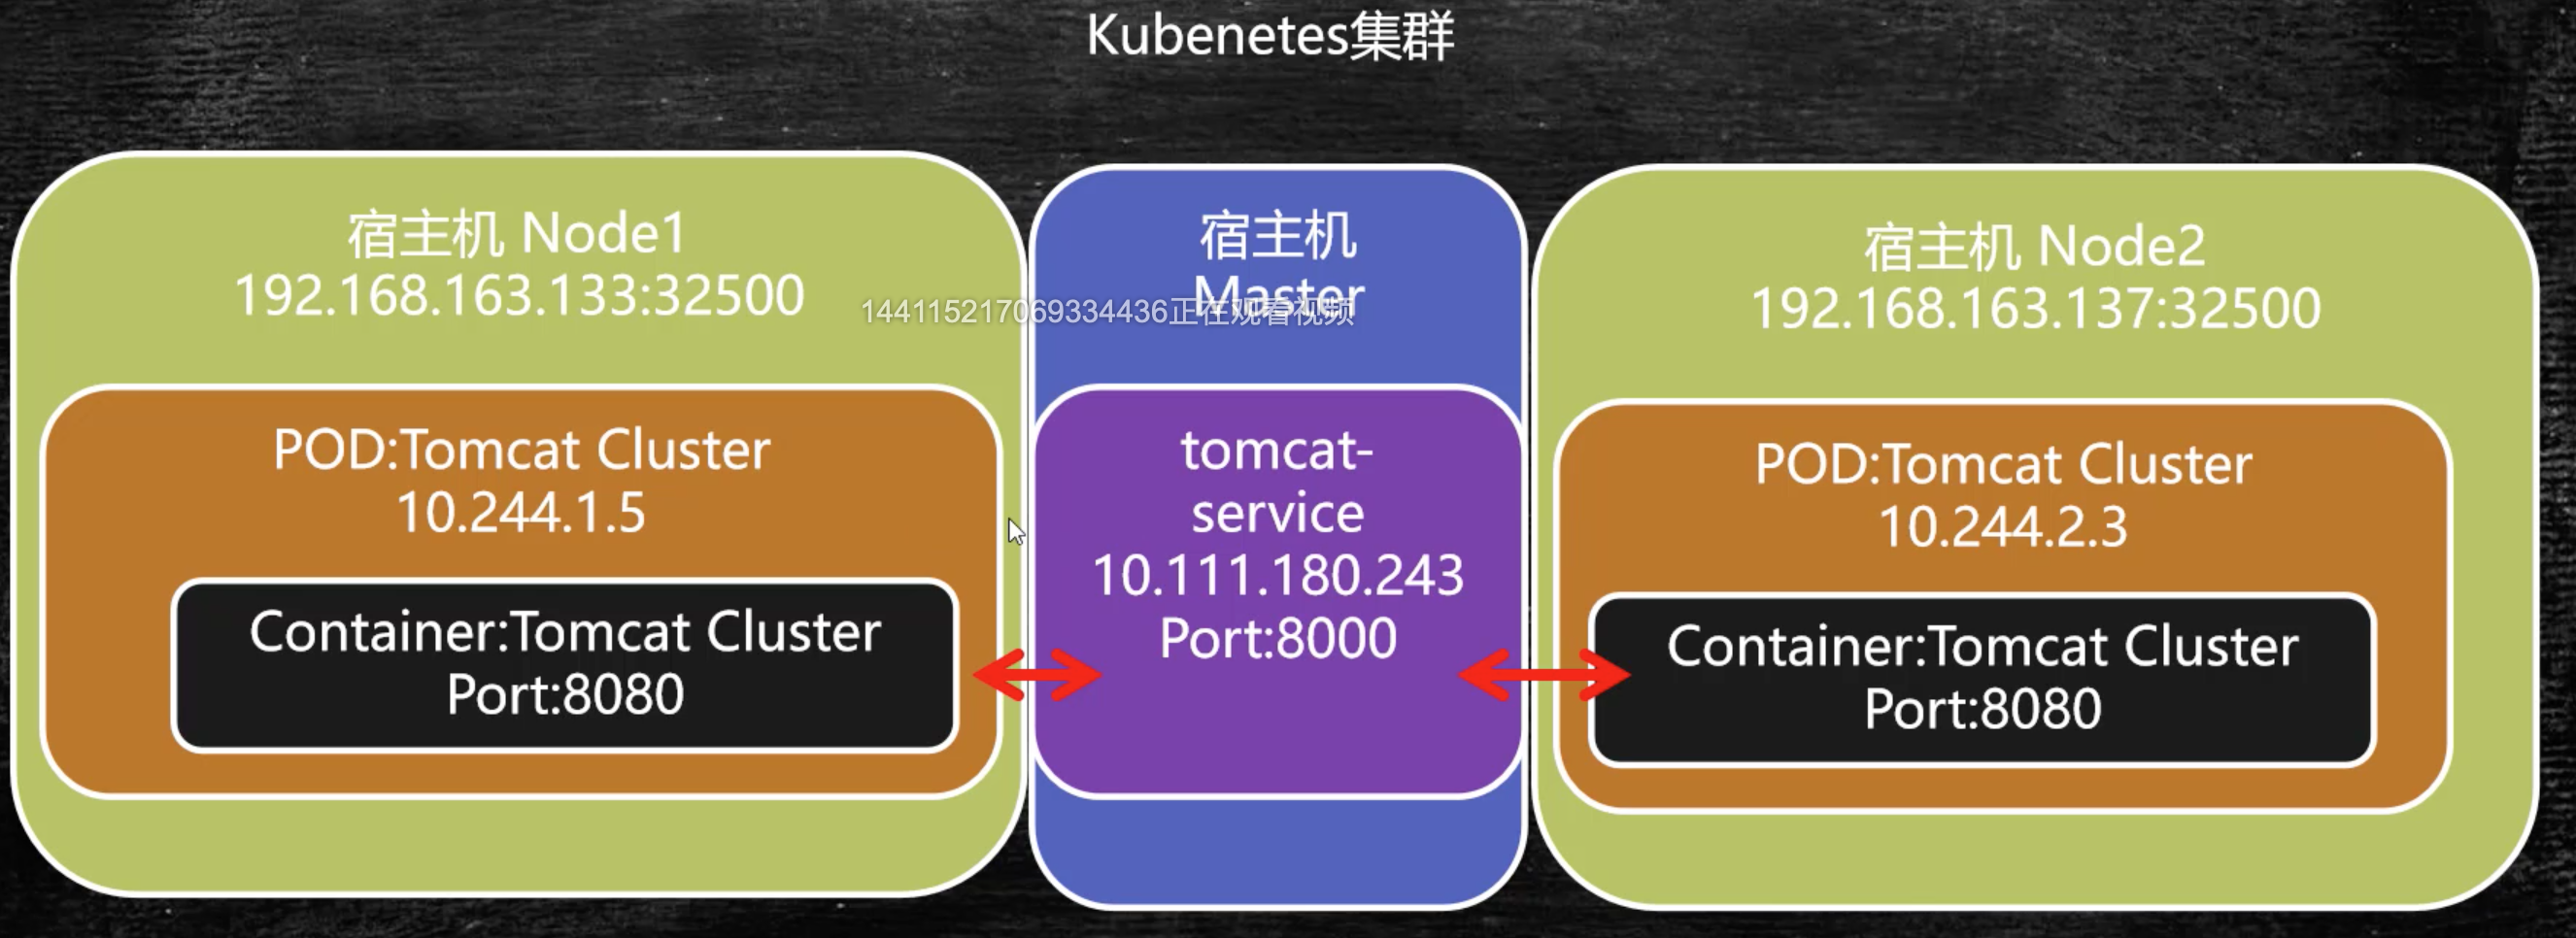 Kubenetes集群
宿主机 Node1
192.168.163.133:32500
POD:Tomcat Cluster
10.244.1.5
Container:Tomcat Cluster
Port:8080
宿主机
Master
144115217069334436正在观看视频
tomcat-
service
10.111.180.243
Port:8000
宿主机 Node2
192.168.163.137:32500
POD:Tomcat Cluster
10.244.2.3
Container:Tomcat Cluster
Port:8080